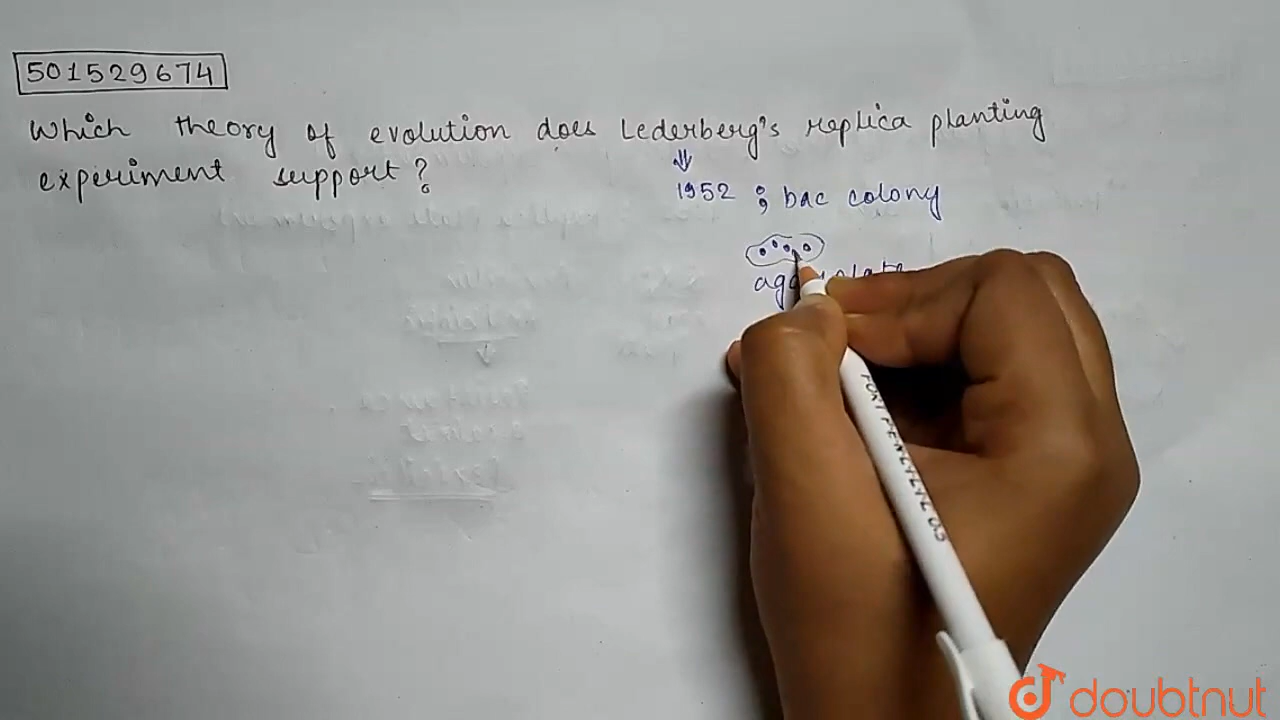 501529674
Which theory of evolution does Lederberg's replica planting
experiment support?
1952 ; bac colony
doubtnut